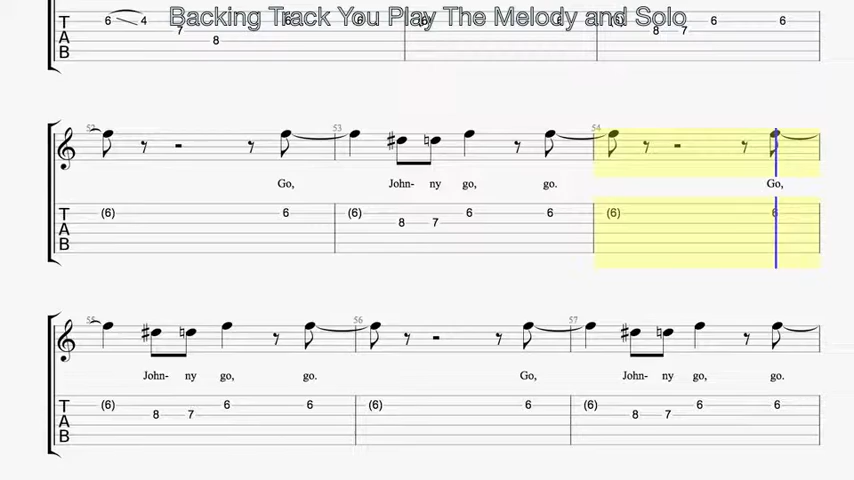 Backing Track You Play The Melody and Solo
6 4 7 8 6 6 (6) 6 (6) 8 7 6 6
T
A
B
52 53 54
Go, John- ny go, go. Go,
T
A
B
(6) 6 (6) 8 7 6 6 (6) 6
55 56 57
John- ny go, go. Go, John- ny go, go.
T
A
B
(6) 8 7 6 6 (6) 6 (6) 8 7 6 6